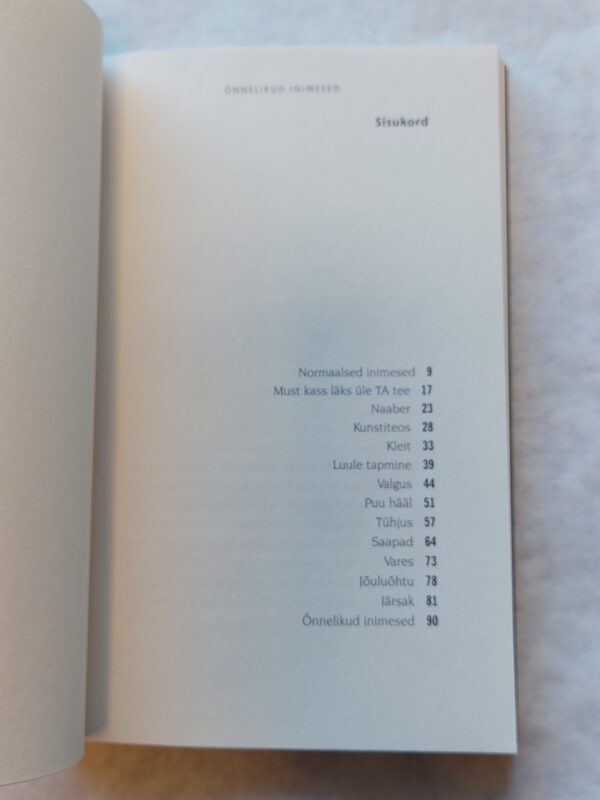 ÕNNELIKUD INIMESED
Sisukord
Normaalsed inimesed 9
Must kass läks üle TA tee 17
Naaber 23
Kunstiteos 28
Kleit 33
Luule tapmine 39
Valgus 44
Puu hääl 51
Tühjus 57
Saapad 64
Vares 73
Jõuluõhtu 78
Järsak 81
Õnnelikud inimesed 90